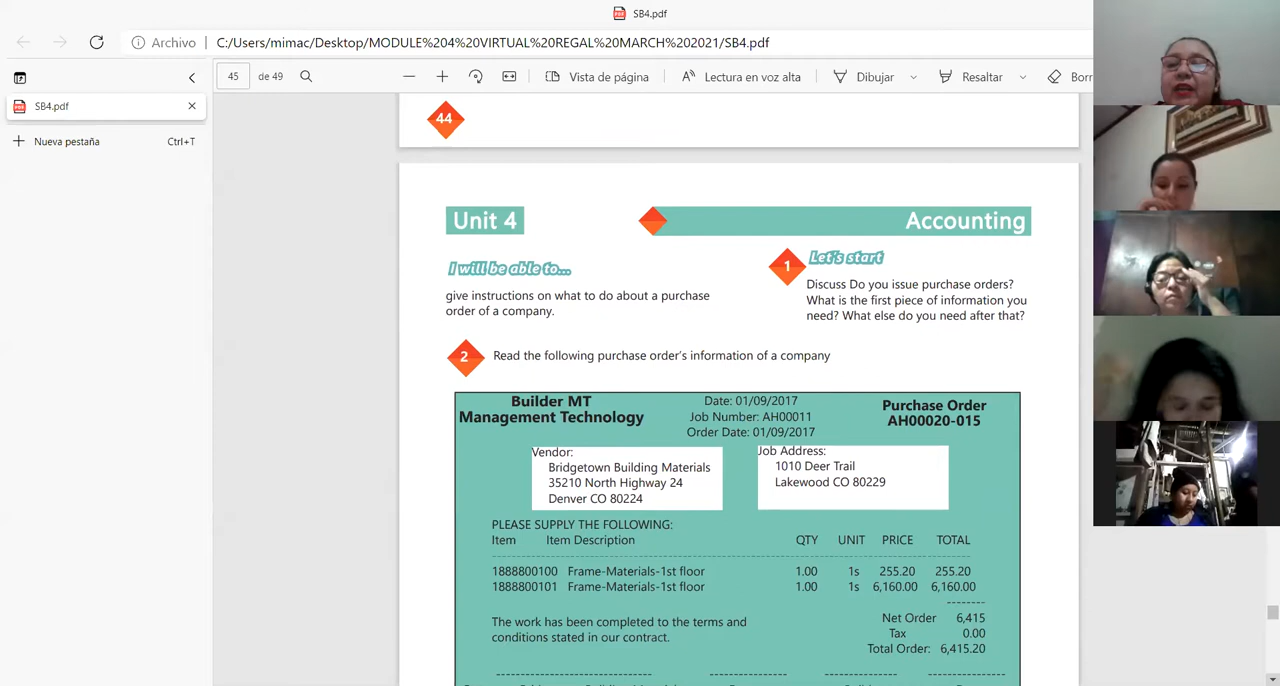 SB4.pdf
Archivo C:/Users/mimac/Desktop/MODULE%204%20VIRTUAL%20REGAL%20MARCH%202021/SB4.pdf
45 de 49 Vista de página Lectura en voz alta Dibujar Resaltar Borr
SB4.pdf
Nueva pestaña Ctrl+T
44
Unit 4 Accounting
I will be able to...
give instructions on what to do about a purchase
order of a company.
1 Let's start
Discuss Do you issue purchase orders?
What is the first piece of information you
need? What else do you need after that?
2 Read the following purchase order's information of a company
Builder MT
Management Technology
Date: 01/09/2017
Job Number: AH00011
Order Date: 01/09/2017
Purchase Order
AH00020-015
Vendor:
Bridgetown Building Materials
35210 North Highway 24
Denver CO 80224
Job Address:
1010 Deer Trail
Lakewood CO 80229
PLEASE SUPPLY THE FOLLOWING:
Item Item Description QTY UNIT PRICE TOTAL
1888800100 Frame-Materials-1st floor 1.00 1s 255.20 255.20
1888800101 Frame-Materials-1st floor 1.00 1s 6,160.00 6,160.00
The work has been completed to the terms and
conditions stated in our contract.
Net Order 6,415
Tax 0.00
Total Order: 6,415.20